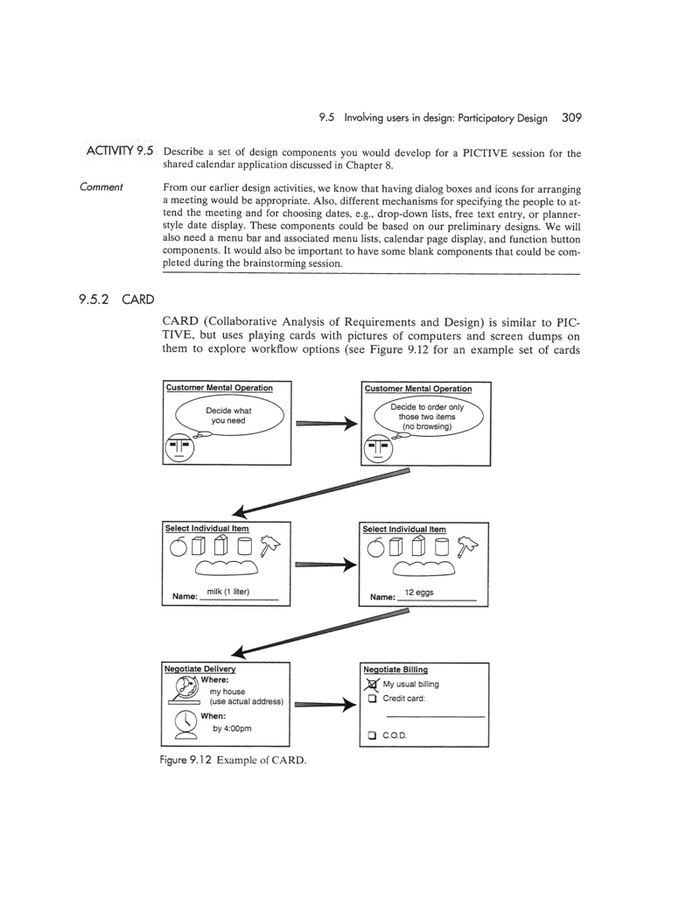 9.5 Involving users in design: Participatory Design 309
ACTIVITY 9.5 Describe a set of design components you would develop for a PICTIVE session for the
shared calendar application discussed in Chapter 8.
Comment From our earlier design activities, we know that having dialog boxes and icons for arranging
a meeting would be appropriate. Also, different mechanisms for specifying the people to at-
tend the meeting and for choosing dates, e.g., drop-down lists, free text entry, or planner-
style date display. These components could be based on our preliminary designs. We will
also need a menu bar and associated menu lists, calendar page display, and function button
components. It would also be important to have some blank components that could be com-
pleted during the brainstorming session.
9.5.2 CARD
CARD (Collaborative Analysis of Requirements and Design) is similar to PIC-
TIVE, but uses playing cards with pictures of computers and screen dumps on
them to explore workflow options (see Figure 9.12 for an example set of cards
Customer Mental Operation
Decide what
you need
Customer Mental Operation
Decide to order only
those two items
(no browsing)
Select Individual Item
Name: milk (1 liter)
Select Individual Item
Name: 12 eggs
Negotiate Delivery
Where:
my house
(use actual address)
When:
by 4:00pm
Negotiate Billing
My usual billing
Credit card:
C.O.D.
Figure 9.12 Example of CARD.